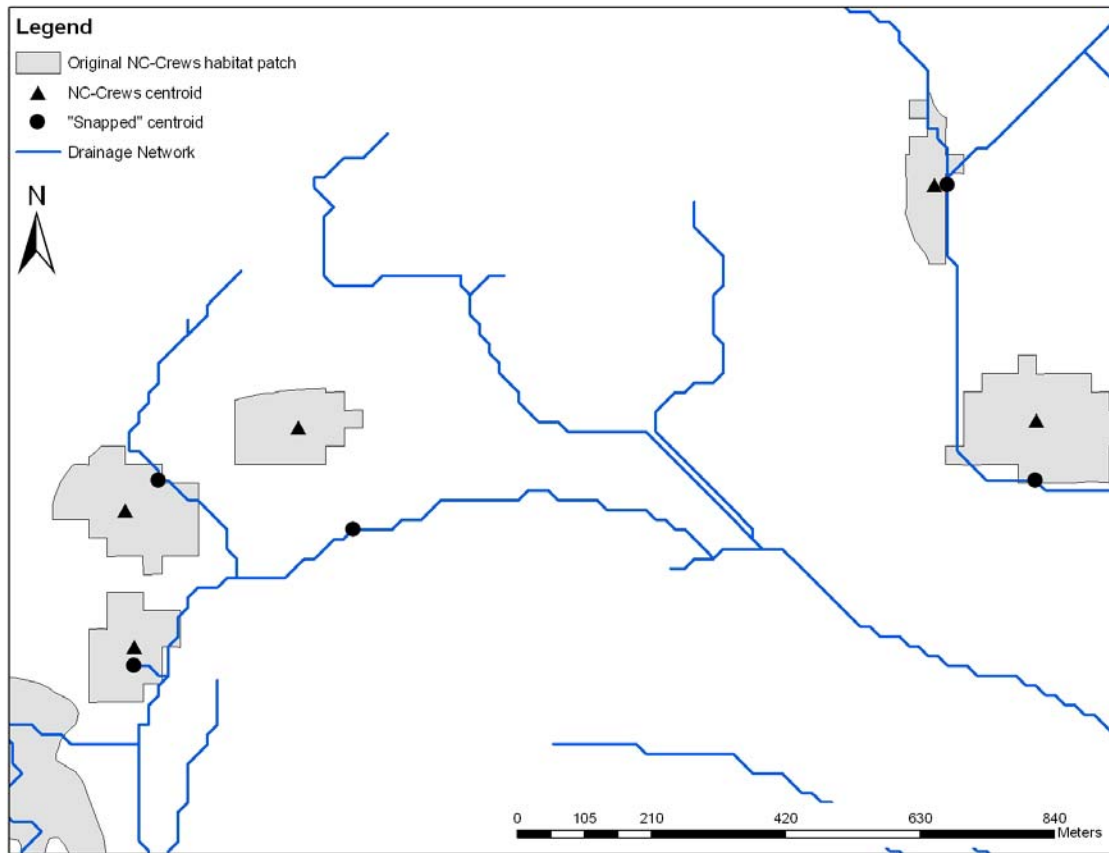 Legend
Original NC-Crews habitat patch
NC-Crews centroid
"Snapped" centroid
Drainage Network
N
0 105 210 420 630 840
Meters